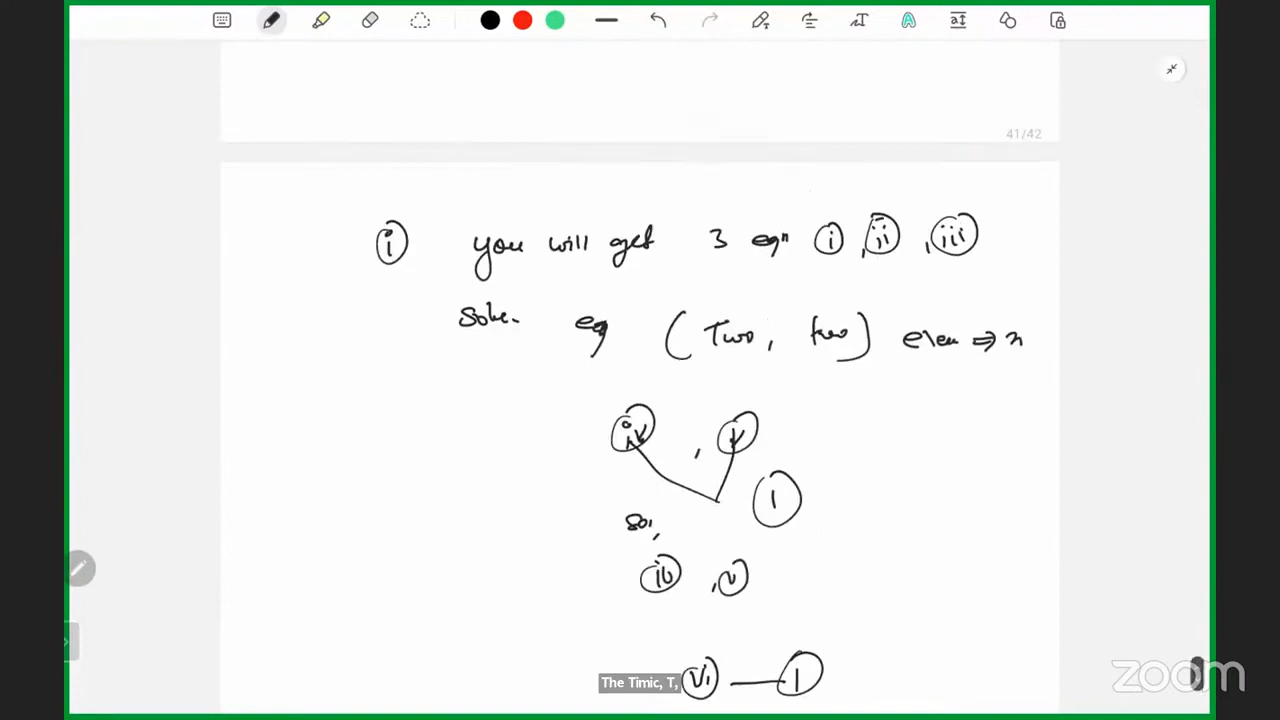 41/42
i you will get 3 eqn i, ii, iii
Solve. eq (Two, two) elem ⇒ n
iv, v
1
so,
iv, v
The Timic, T, vi — 1
zoom